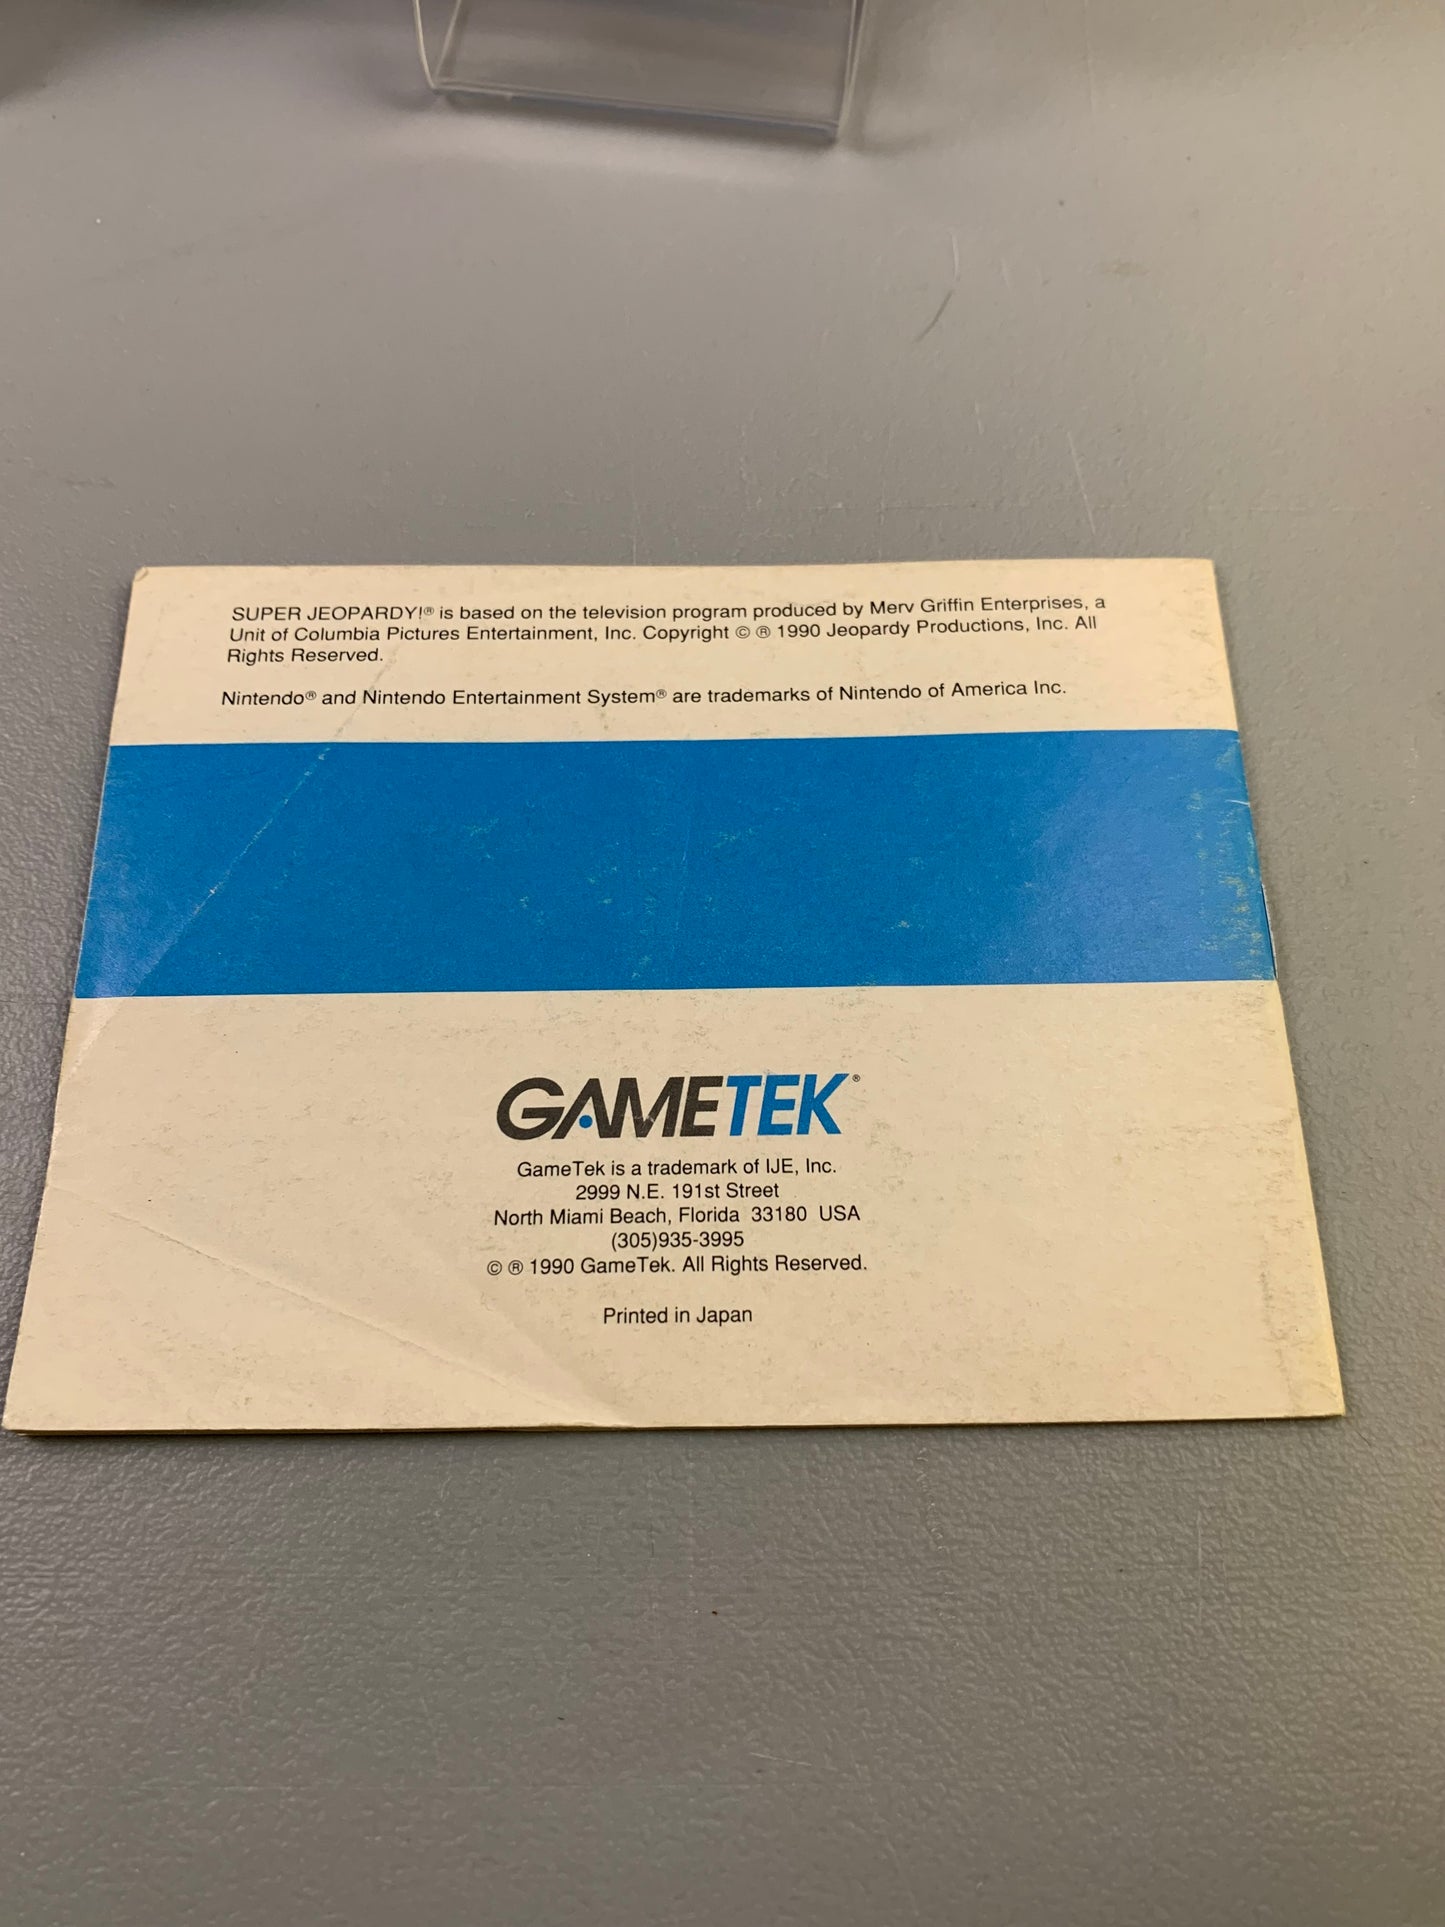 SUPER JEOPARDY!® is based on the television program produced by Merv Griffin Enterprises, a
Unit of Columbia Pictures Entertainment, Inc. Copyright © ® 1990 Jeopardy Productions, Inc. All
Rights Reserved.
Nintendo® and Nintendo Entertainment System® are trademarks of Nintendo of America Inc.
GAMETEK®
GameTek is a trademark of IJE, Inc.
2999 N.E. 191st Street
North Miami Beach, Florida 33180 USA
(305)935-3995
© ® 1990 GameTek. All Rights Reserved.
Printed in Japan